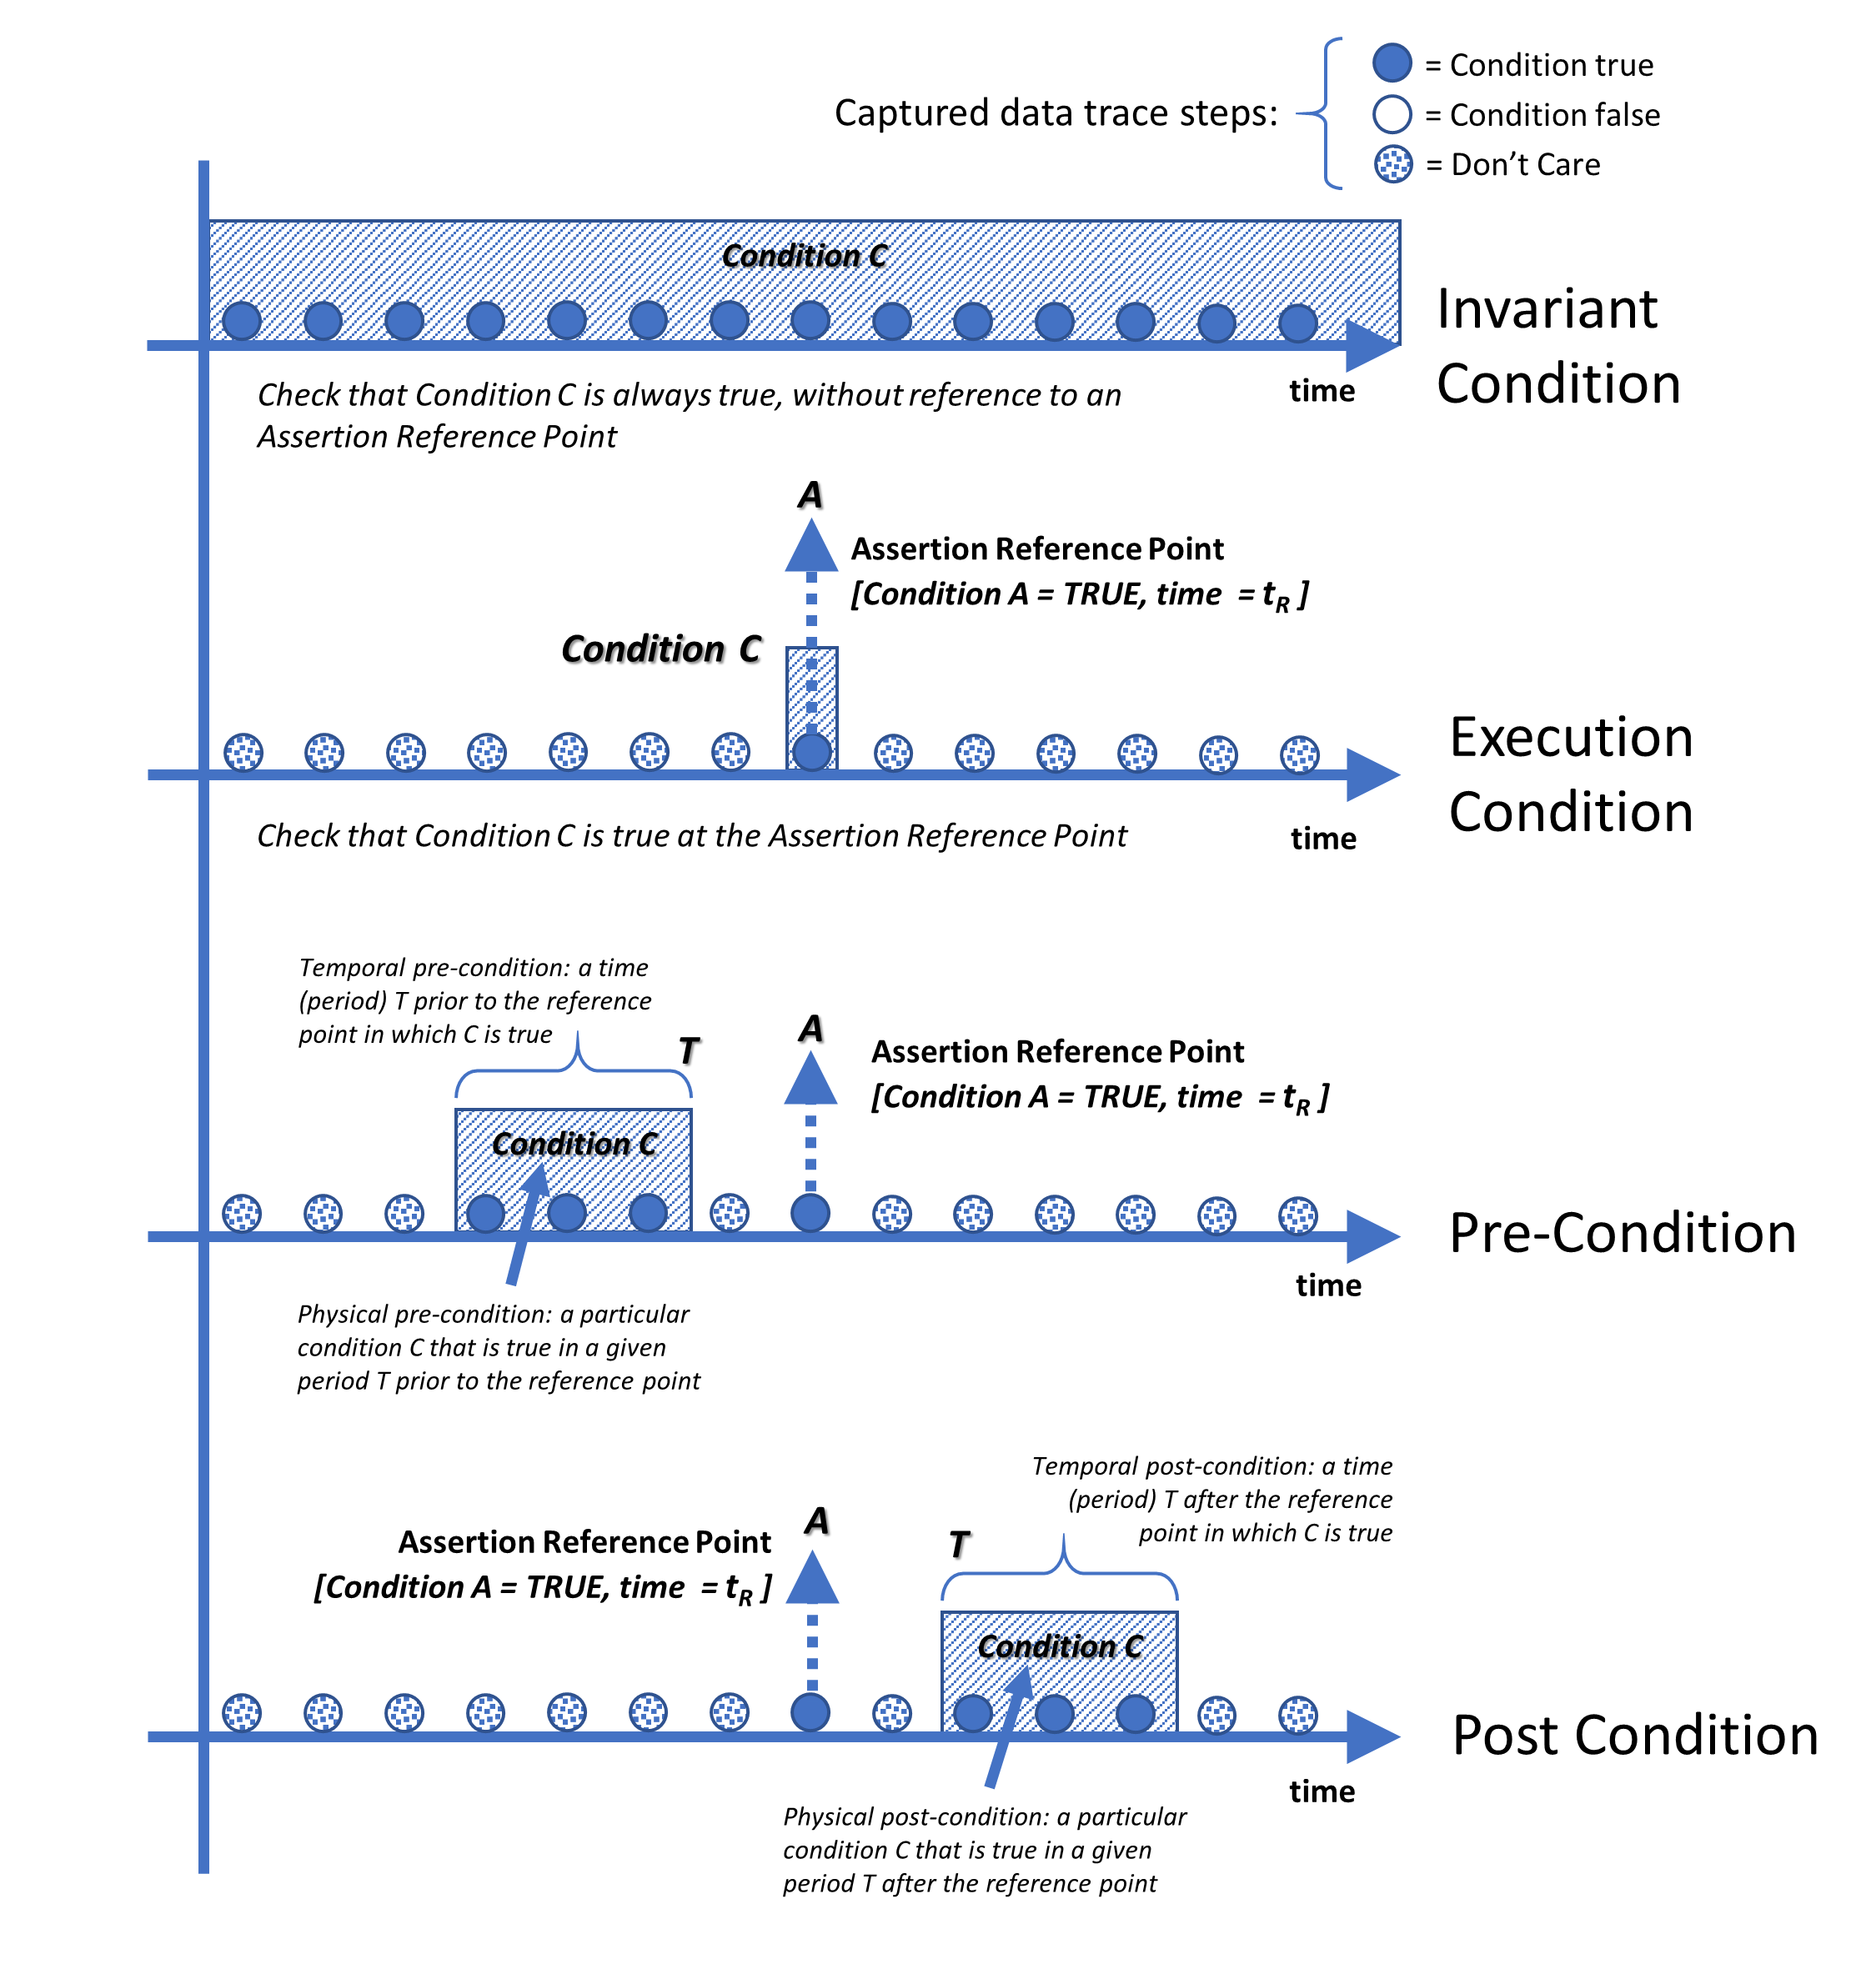 = Condition true
Captured data trace steps:
= Condition false
= Don’t Care
Condition C
Invariant
Condition
time
Check that Condition C is always true, without reference to an
Assertion Reference Point
A
Assertion Reference Point
[Condition A = TRUE, time = tR ]
Condition C
Execution
Condition
Check that Condition C is true at the Assertion Reference Point
time
Temporal pre-condition: a time
(period) T prior to the reference
point in which C is true
T
A
Assertion Reference Point
[Condition A = TRUE, time = tR ]
Condition C
Pre-Condition
time
Physical pre-condition: a particular
condition C that is true in a given
period T prior to the reference point
Temporal post-condition: a time
(period) T after the reference
point in which C is true
A
T
Assertion Reference Point
[Condition A = TRUE, time = tR ]
Condition C
Post Condition
time
Physical post-condition: a particular
condition C that is true in a given
period T after the reference point